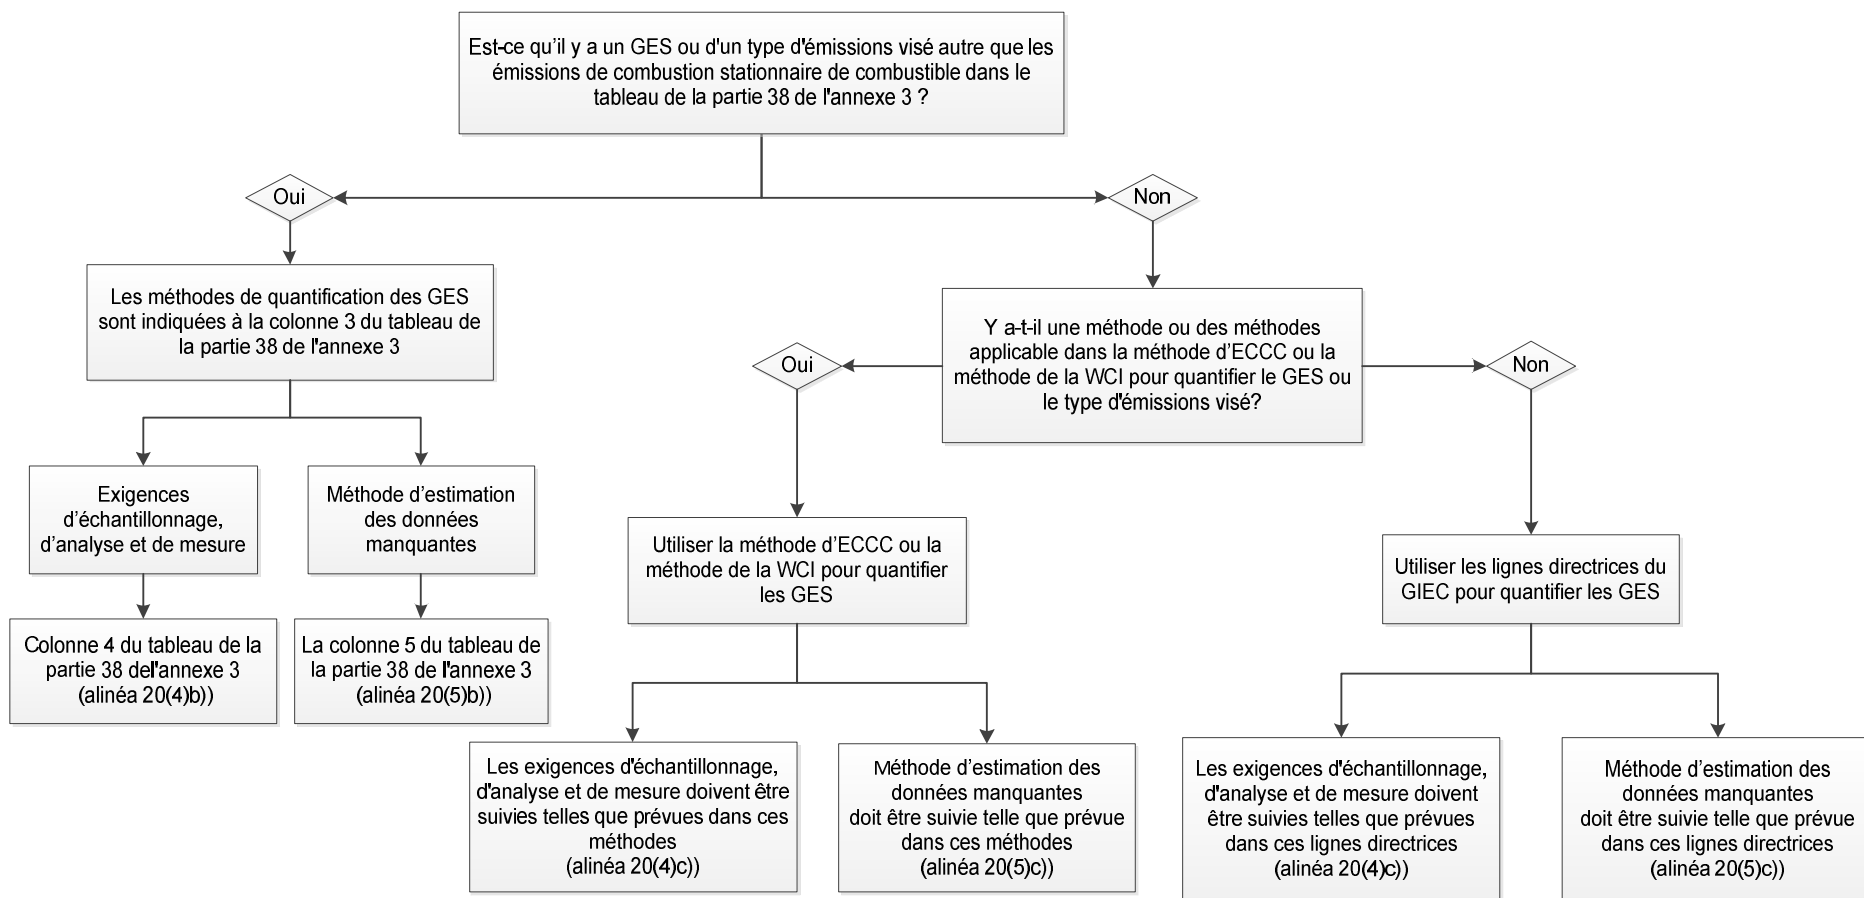 Est-ce qu'il y a un GES ou d'un type d'émissions visé autre que les
émissions de combustion stationnaire de combustible dans le
tableau de la partie 38 de l'annexe 3 ?
Oui
Non
Les méthodes de quantification des GES
sont indiquées à la colonne 3 du tableau de
la partie 38 de l'annexe 3
Y a-t-il une méthode ou des méthodes
applicable dans la méthode d'ECCC ou la
méthode de la WCI pour quantifier le GES ou
le type d'émissions visé?
Oui
Non
Exigences
d'échantillonnage,
d'analyse et de mesure
Méthode d'estimation
des données
manquantes
Utiliser la méthode d'ECCC ou la
méthode de la WCI pour quantifier
les GES
Utiliser les lignes directrices du
GIEC pour quantifier les GES
Colonne 4 du tableau de la
partie 38 del'annexe 3
(alinéa 20(4)b))
La colonne 5 du tableau de
la partie 38 de l'annexe 3
(alinéa 20(5)b))
Les exigences d'échantillonnage,
d'analyse et de mesure doivent être
suivies telles que prévues dans ces
méthodes
(alinéa 20(4)c))
Méthode d'estimation des
données manquantes
doit être suivie telle que prévue
dans ces méthodes
(alinéa 20(5)c))
Les exigences d'échantillonnage,
d'analyse et de mesure doivent
être suivies telles que prévues
dans ces lignes directrices
(alinéa 20(4)c))
Méthode d'estimation des
données manquantes
doit être suivie telle que prévue
dans ces lignes directrices
(alinéa 20(5)c))